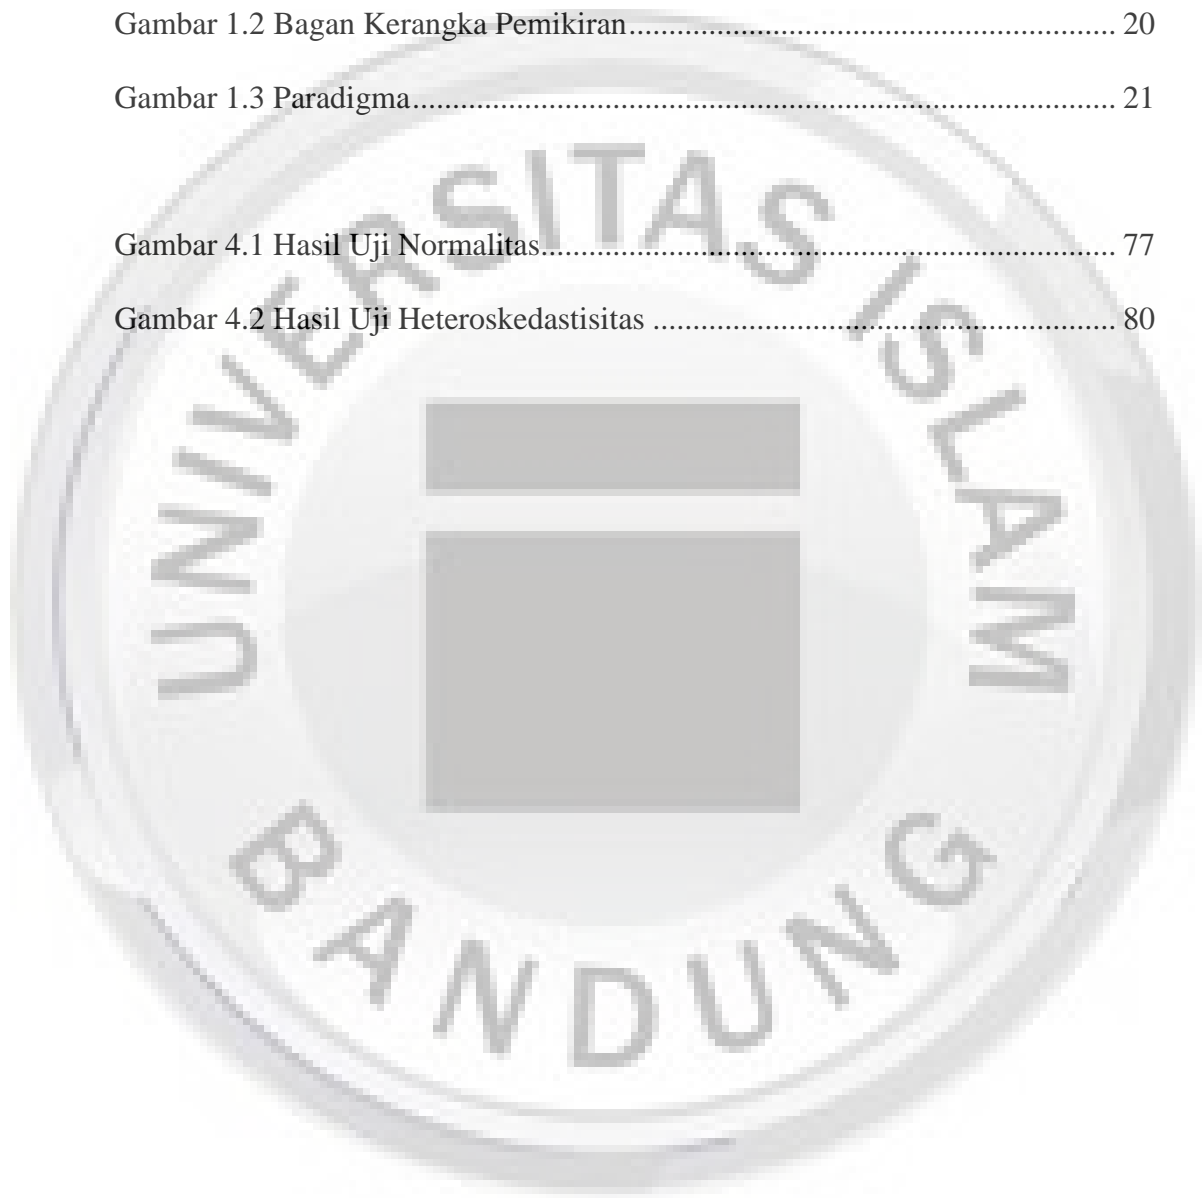 Gambar 1.2 Bagan Kerangka Pemikiran............................................................. 20
Gambar 1.3 Paradigma........................................................................................ 21
Gambar 4.1 Hasil Uji Normalitas........................................................................ 77
Gambar 4.2 Hasil Uji Heteroskedastisitas .......................................................... 80
UNIVERSITAS ISLAM
BANDUNG